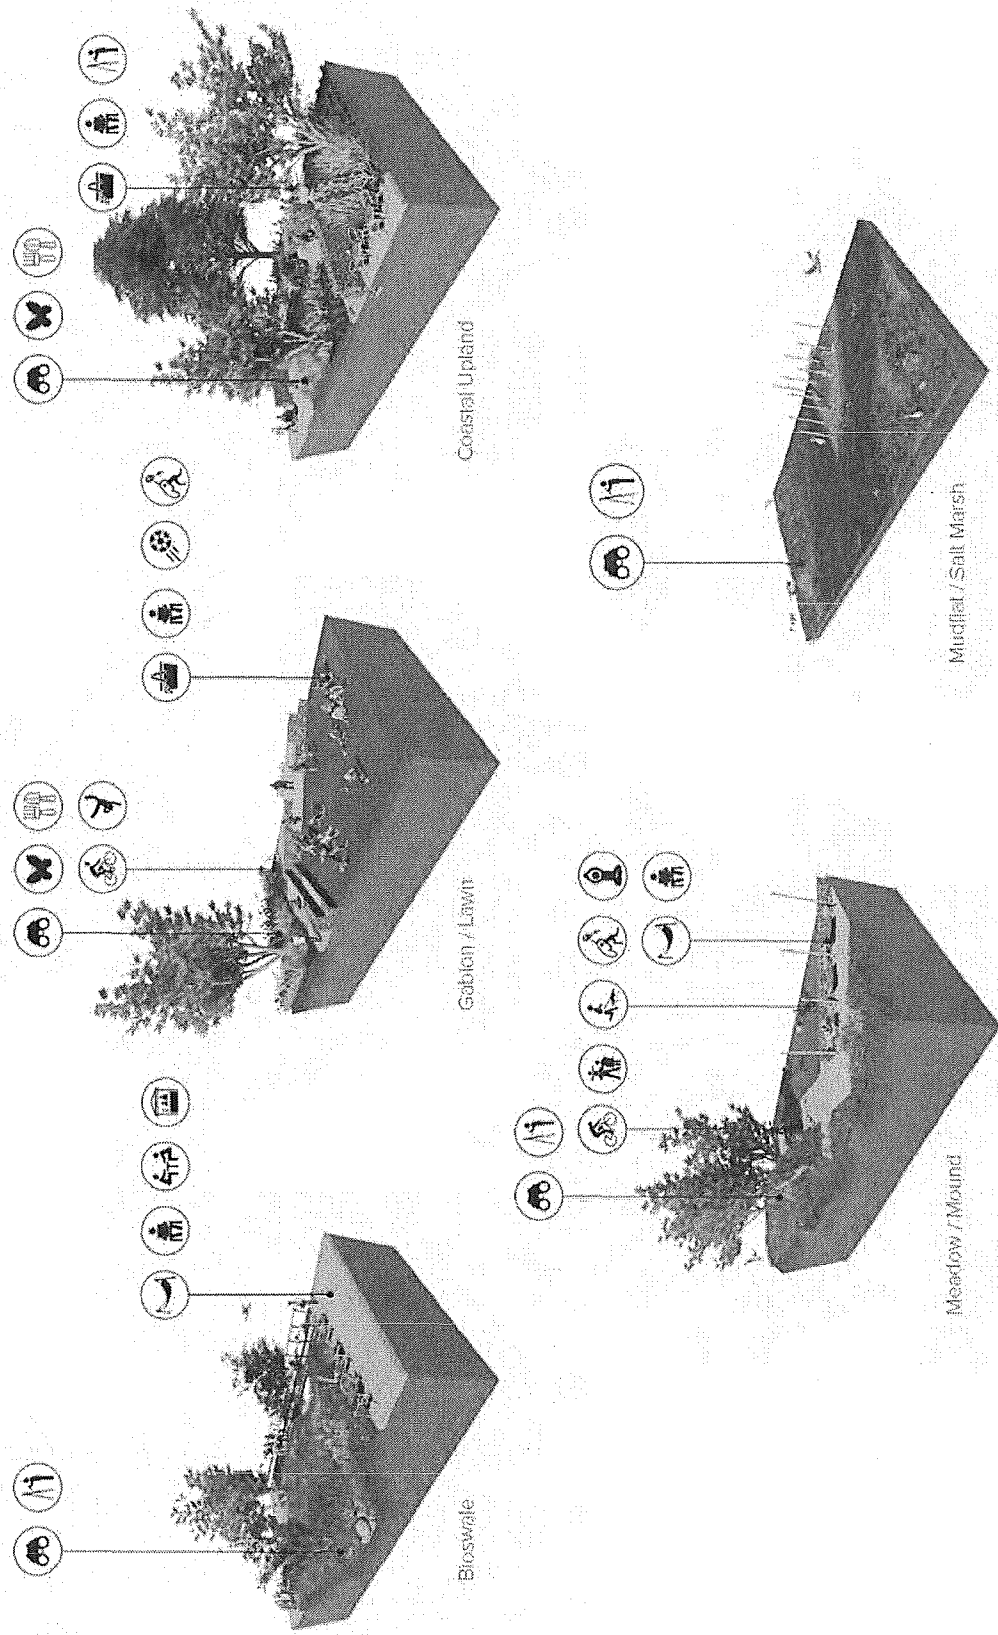 Bioswale
Gabion / Lawn
Coastal Upland
Meadow / Mound
Mudflat / Salt Marsh